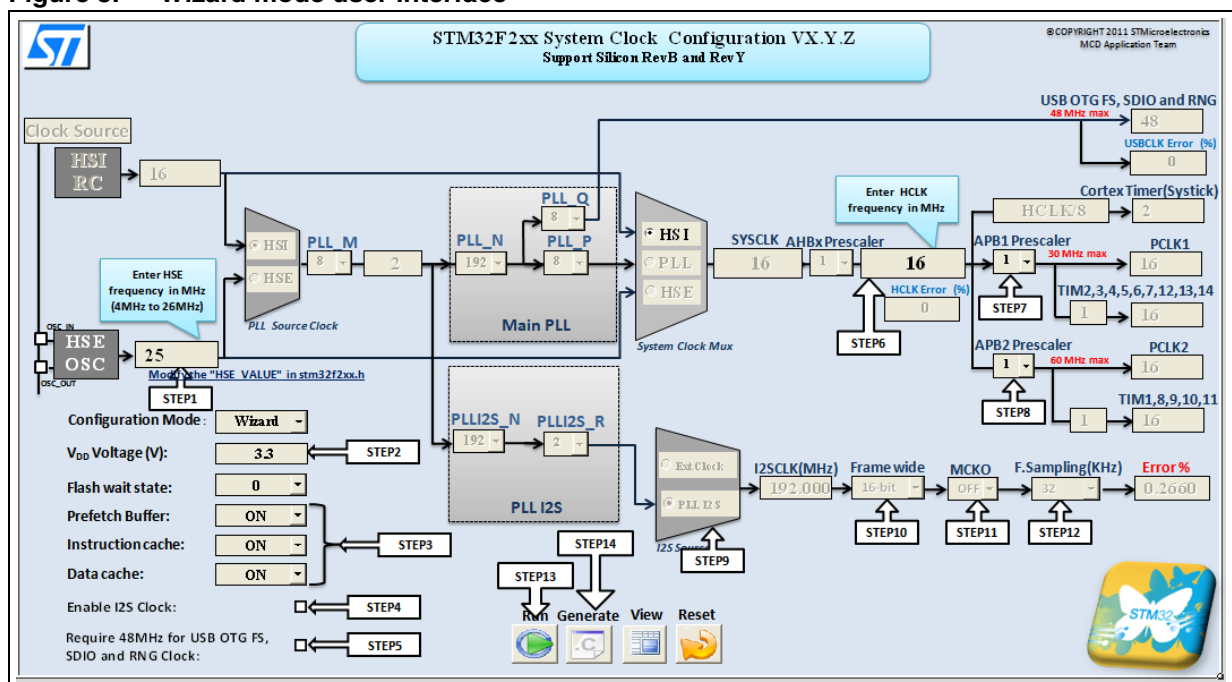 Figure 3. Wizard mode user interface
ST
STM32F2xx System Clock Configuration VX.Y.Z
Support Silicon RevB and RevY
©COPYRIGHT 2011 STMicroelectronics
MCD Application Team
USB OTG FS, SDIO and RNG
48 MHz max
48
USBCLK Error (%)
0
Clock Source
HSI
RC
16
Enter HCLK
frequency in MHz
Cortex Timer(Systick)
HCLK/8
2
PLL_Q
8
PLL_M
8
2
HSI
HSE
PLL Source Clock
PLL_N
192
PLL_P
8
Main PLL
HSI
PLL
HSE
System Clock Mux
SYSCLK
16
AHBx Prescaler
1
16
HCLK Error (%)
0
STEP6
APB1 Prescaler
30 MHz max
1
STEP7
PCLK1
16
TIM2,3,4,5,6,7,12,13,14
1
16
APB2 Prescaler
60 MHz max
1
STEP8
PCLK2
16
TIM1,8,9,10,11
1
16
Enter HSE
frequency in MHz
(4MHz to 26MHz)
OSC_IN
HSE
OSC
OSC_OUT
25
Modify the "HSE_VALUE" in stm32f2xx.h
STEP1
Configuration Mode:
Wizard
VDD Voltage (V):
3.3
STEP2
Flash wait state:
0
Prefetch Buffer:
ON
Instruction cache:
ON
STEP3
Data cache:
ON
Enable I2S Clock:
STEP4
Require 48MHz for USB OTG FS,
SDIO and RNG Clock:
STEP5
PLLI2S_N
192
PLLI2S_R
2
PLL I2S
Ext.Clock
PLL I2S
STEP9
I2SCLK(MHz)
192.000
Frame wide
16-bit
STEP10
MCKO
OFF
STEP11
F.Sampling(KHz)
32
STEP12
Error %
0.2660
STEP14
STEP13
Run
Generate
View
Reset
.C
STM32